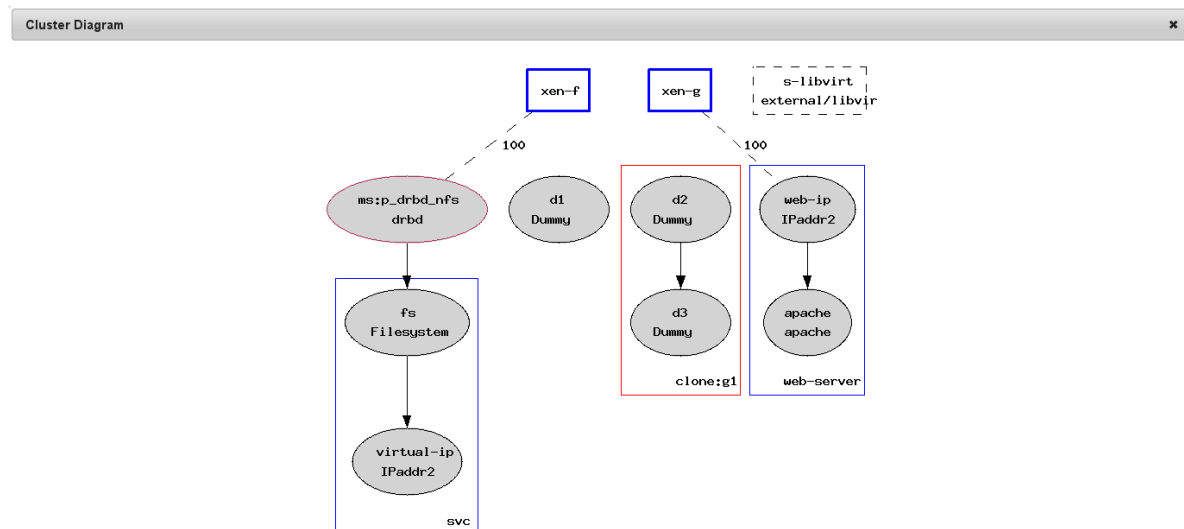 Cluster Diagram
xen-f
xen-g
s-libvirt
external/libvir
100
100
ms:p_drbd_nfs
drbd
d1
Dummy
d2
Dummy
web-ip
IPaddr2
fs
Filesystem
d3
Dummy
apache
apache
clone:g1
web-server
virtual-ip
IPaddr2
svc